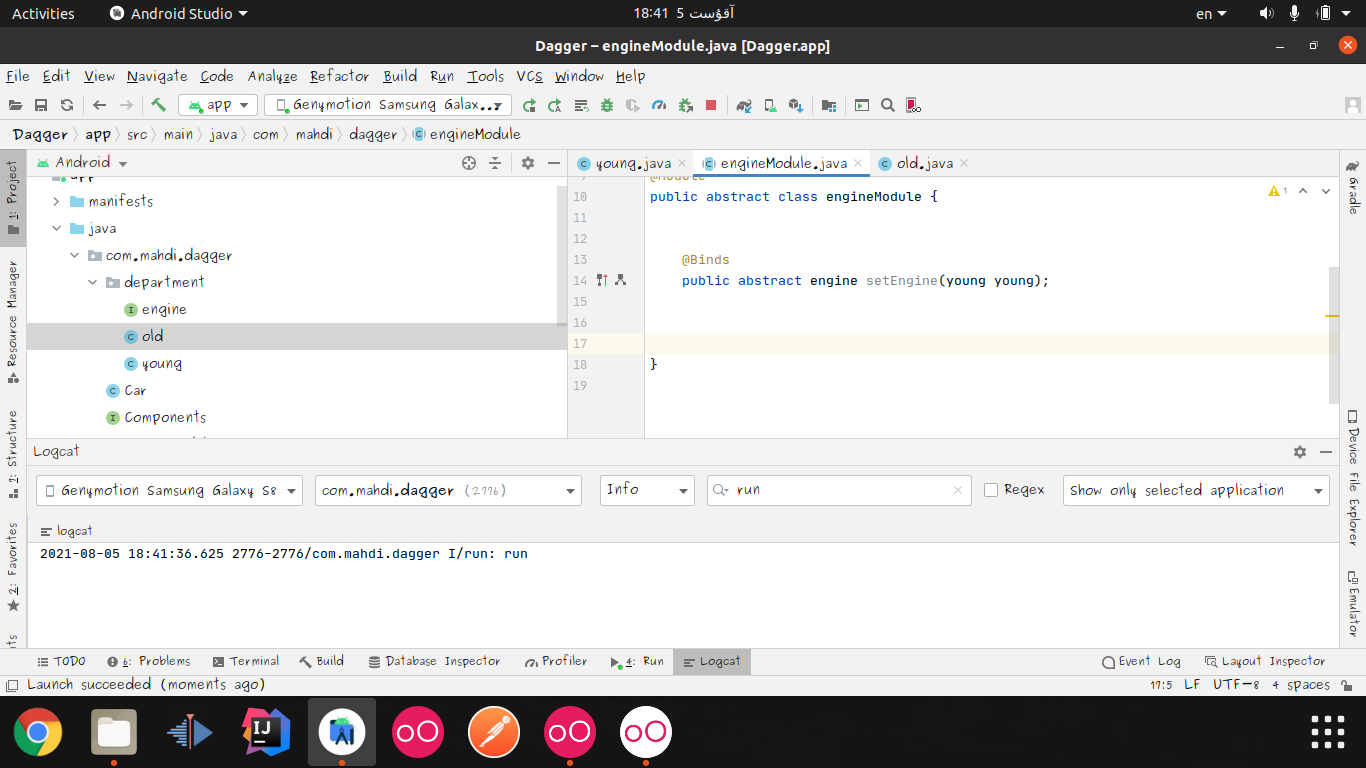 Activities Android Studio آقۇست 5 18:41 en
Dagger – engineModule.java [Dagger.app]
File Edit View Navigate Code Analyze Refactor Build Run Tools VCS Window Help
app Genymotion Samsung Galax...
Dagger app src main java com mahdi dagger engineModule
1: Project
Resource Manager
7: Structure
2: Favorites
Android
app
manifests
java
com.mahdi.dagger
department
engine
old
young
Car
Components
young.java engineModule.java old.java
@Module
10 public abstract class engineModule {
11
12
13 @Binds
14 public abstract engine setEngine(young young);
15
16
17
18 }
19
1
Gradle
Device File Explorer
Emulator
Logcat
Genymotion Samsung Galaxy S8 com.mahdi.dagger (2776) Info run Regex Show only selected application
logcat
2021-08-05 18:41:36.625 2776-2776/com.mahdi.dagger I/run: run
TODO 6: Problems Terminal Build Database Inspector Profiler 4: Run Logcat Event Log Layout Inspector
Launch succeeded (moments ago) 17:5 LF UTF-8 4 spaces
IJ